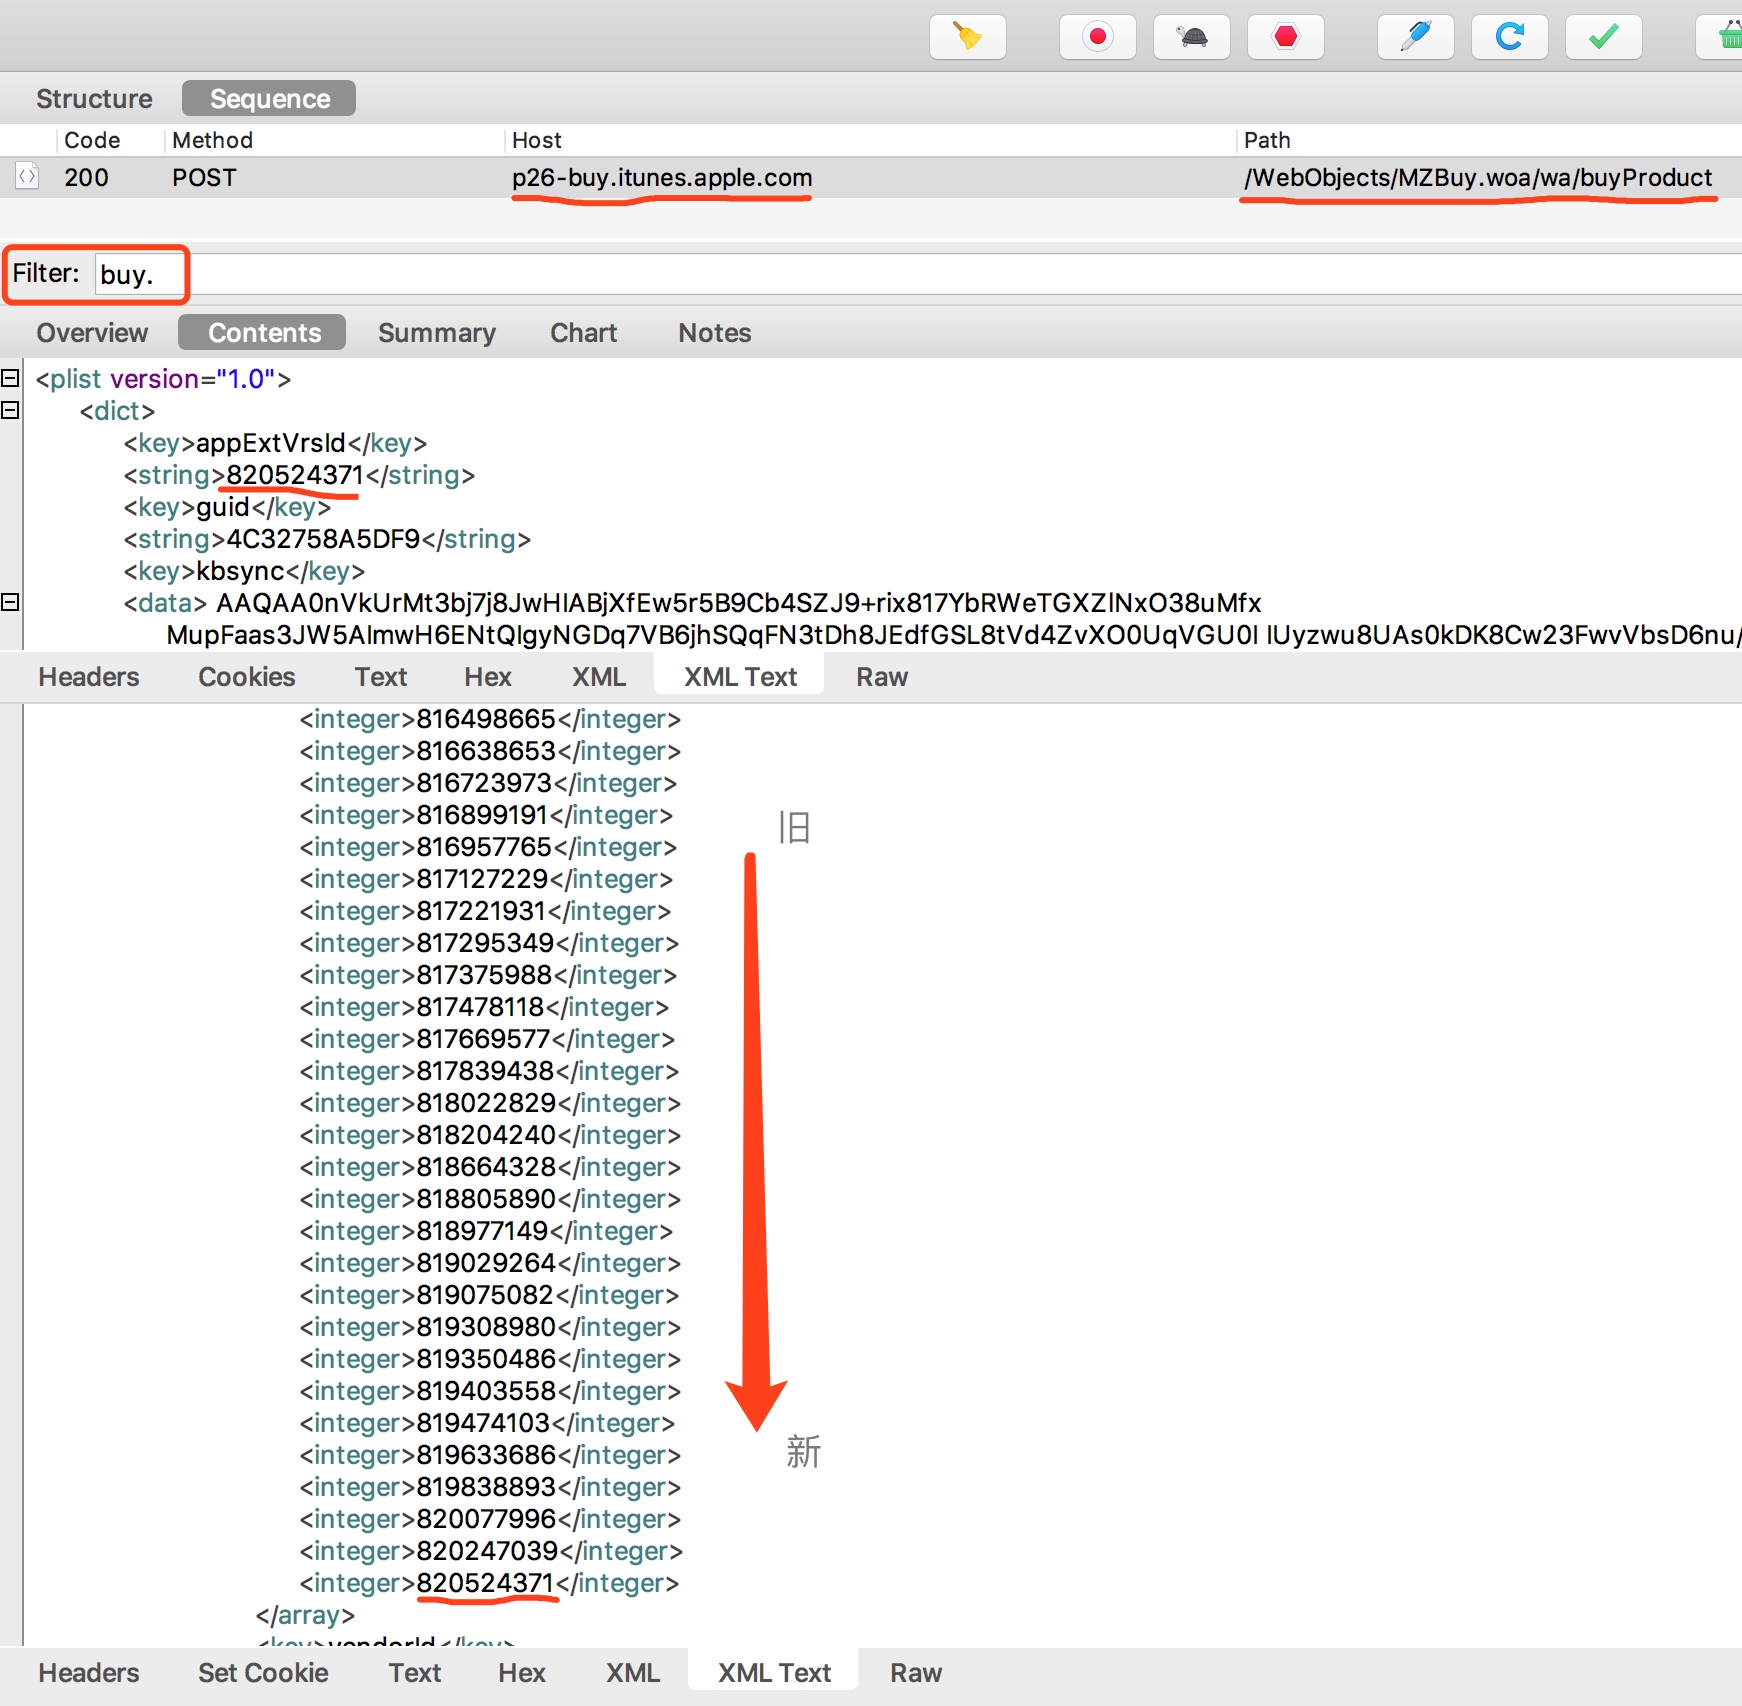 Structure Sequence
Code Method Host Path
200 POST p26-buy.itunes.apple.com /WebObjects/MZBuy.woa/wa/buyProduct
Filter: buy.
Overview Contents Summary Chart Notes
<plist version="1.0">
<dict>
<key>appExtVrsId</key>
<string>820524371</string>
<key>guid</key>
<string>4C32758A5DF9</string>
<key>kbsync</key>
<data> AAQAA0nVkUrMt3bj7j8JwHIABjXfEw5r5B9Cb4SZJ9+rix817YbRWeTGXZlNxO38uMfx
MupFaas3JW5AImwH6ENtQIgyNGDq7VB6jhSQqFN3tDh8JEdfGSL8tVd4ZvXO0UqVGU0I lUyzwu8UAs0kDK8Cw23FwvVbsD6nu/
Headers Cookies Text Hex XML XML Text Raw
<integer>816498665</integer>
<integer>816638653</integer>
<integer>816723973</integer>
<integer>816899191</integer>
旧
<integer>816957765</integer>
<integer>817127229</integer>
<integer>817221931</integer>
<integer>817295349</integer>
<integer>817375988</integer>
<integer>817478118</integer>
<integer>817669577</integer>
<integer>817839438</integer>
<integer>818022829</integer>
<integer>818204240</integer>
<integer>818664328</integer>
<integer>818805890</integer>
<integer>818977149</integer>
<integer>819029264</integer>
<integer>819075082</integer>
<integer>819308980</integer>
<integer>819350486</integer>
<integer>819403558</integer>
<integer>819474103</integer>
新
<integer>819633686</integer>
<integer>819838893</integer>
<integer>820077996</integer>
<integer>820247039</integer>
<integer>820524371</integer>
</array>
<key>vendorId</key>
Headers Set Cookie Text Hex XML XML Text Raw